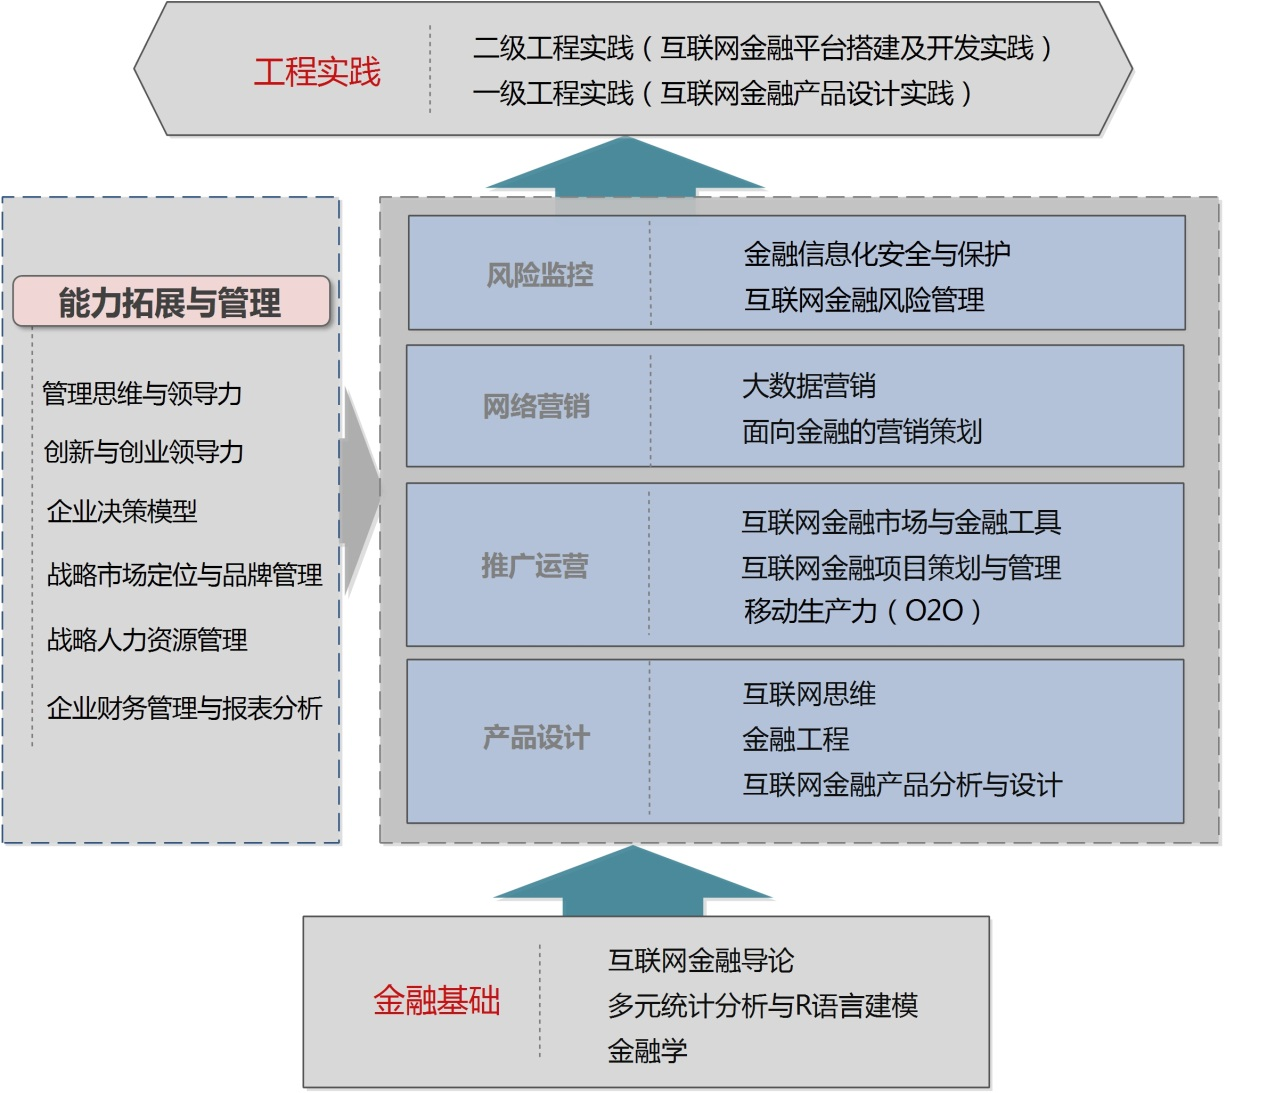 工程实践
二级工程实践（互联网金融平台搭建及开发实践）
一级工程实践（互联网金融产品设计实践）
能力拓展与管理
管理思维与领导力
创新与创业领导力
企业决策模型
战略市场定位与品牌管理
战略人力资源管理
企业财务管理与报表分析
风险监控
金融信息化安全与保护
互联网金融风险管理
网络营销
大数据营销
面向金融的营销策划
推广运营
互联网金融市场与金融工具
互联网金融项目策划与管理
移动生产力（O2O）
产品设计
互联网思维
金融工程
互联网金融产品分析与设计
金融基础
互联网金融导论
多元统计分析与R语言建模
金融学